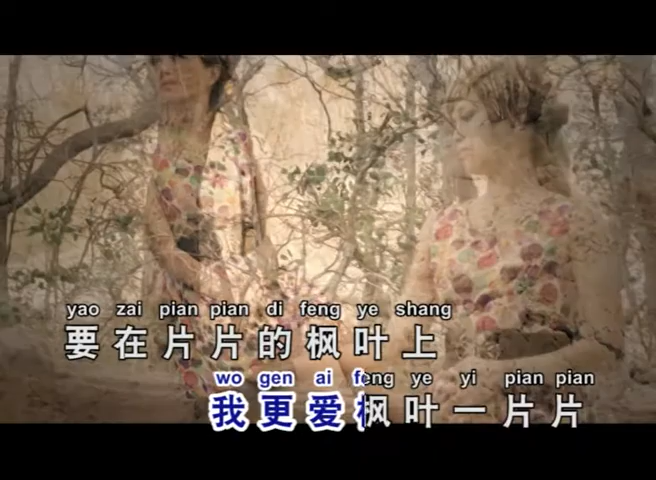 yao zai pian pian di feng ye shang
要在片片的枫叶上
wo gen ai feng ye yi pian pian
我更爱枫叶一片片